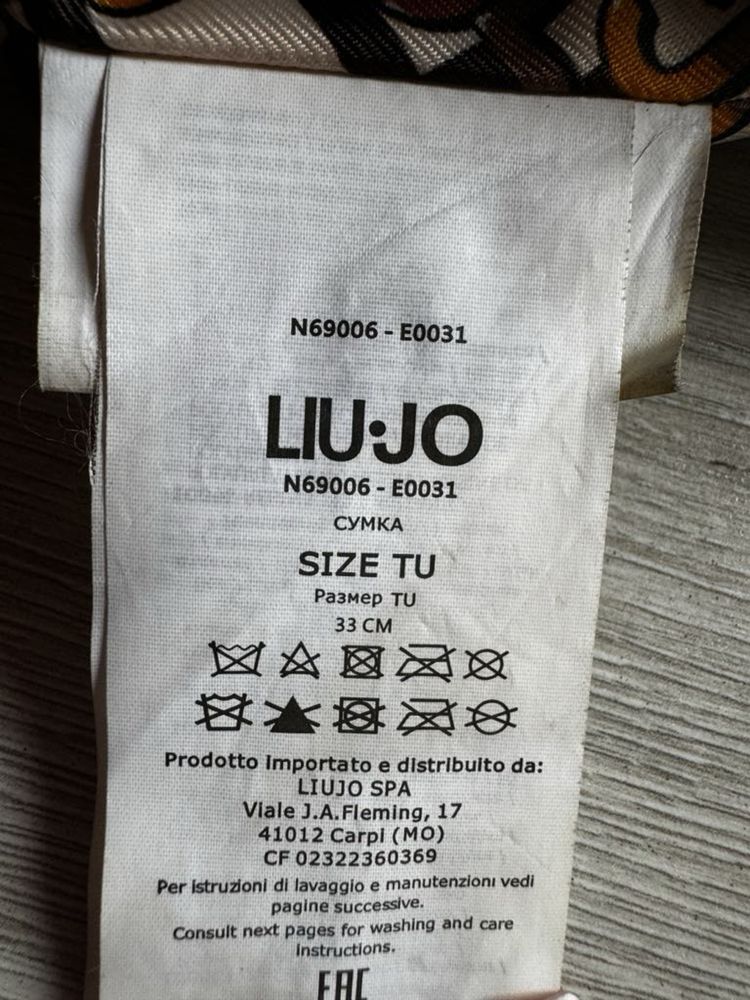 N69006 - E0031
LIU·JO
N69006 - E0031
СУМКА
SIZE TU
Размер TU
33 CM
Prodotto importato e distribuito da:
LIUJO SPA
Viale J.A.Fleming, 17
41012 Carpi (MO)
CF 02322360369
Per istruzioni di lavaggio e manutenzioni vedi
pagine successive.
Consult next pages for washing and care
instructions.
EAC